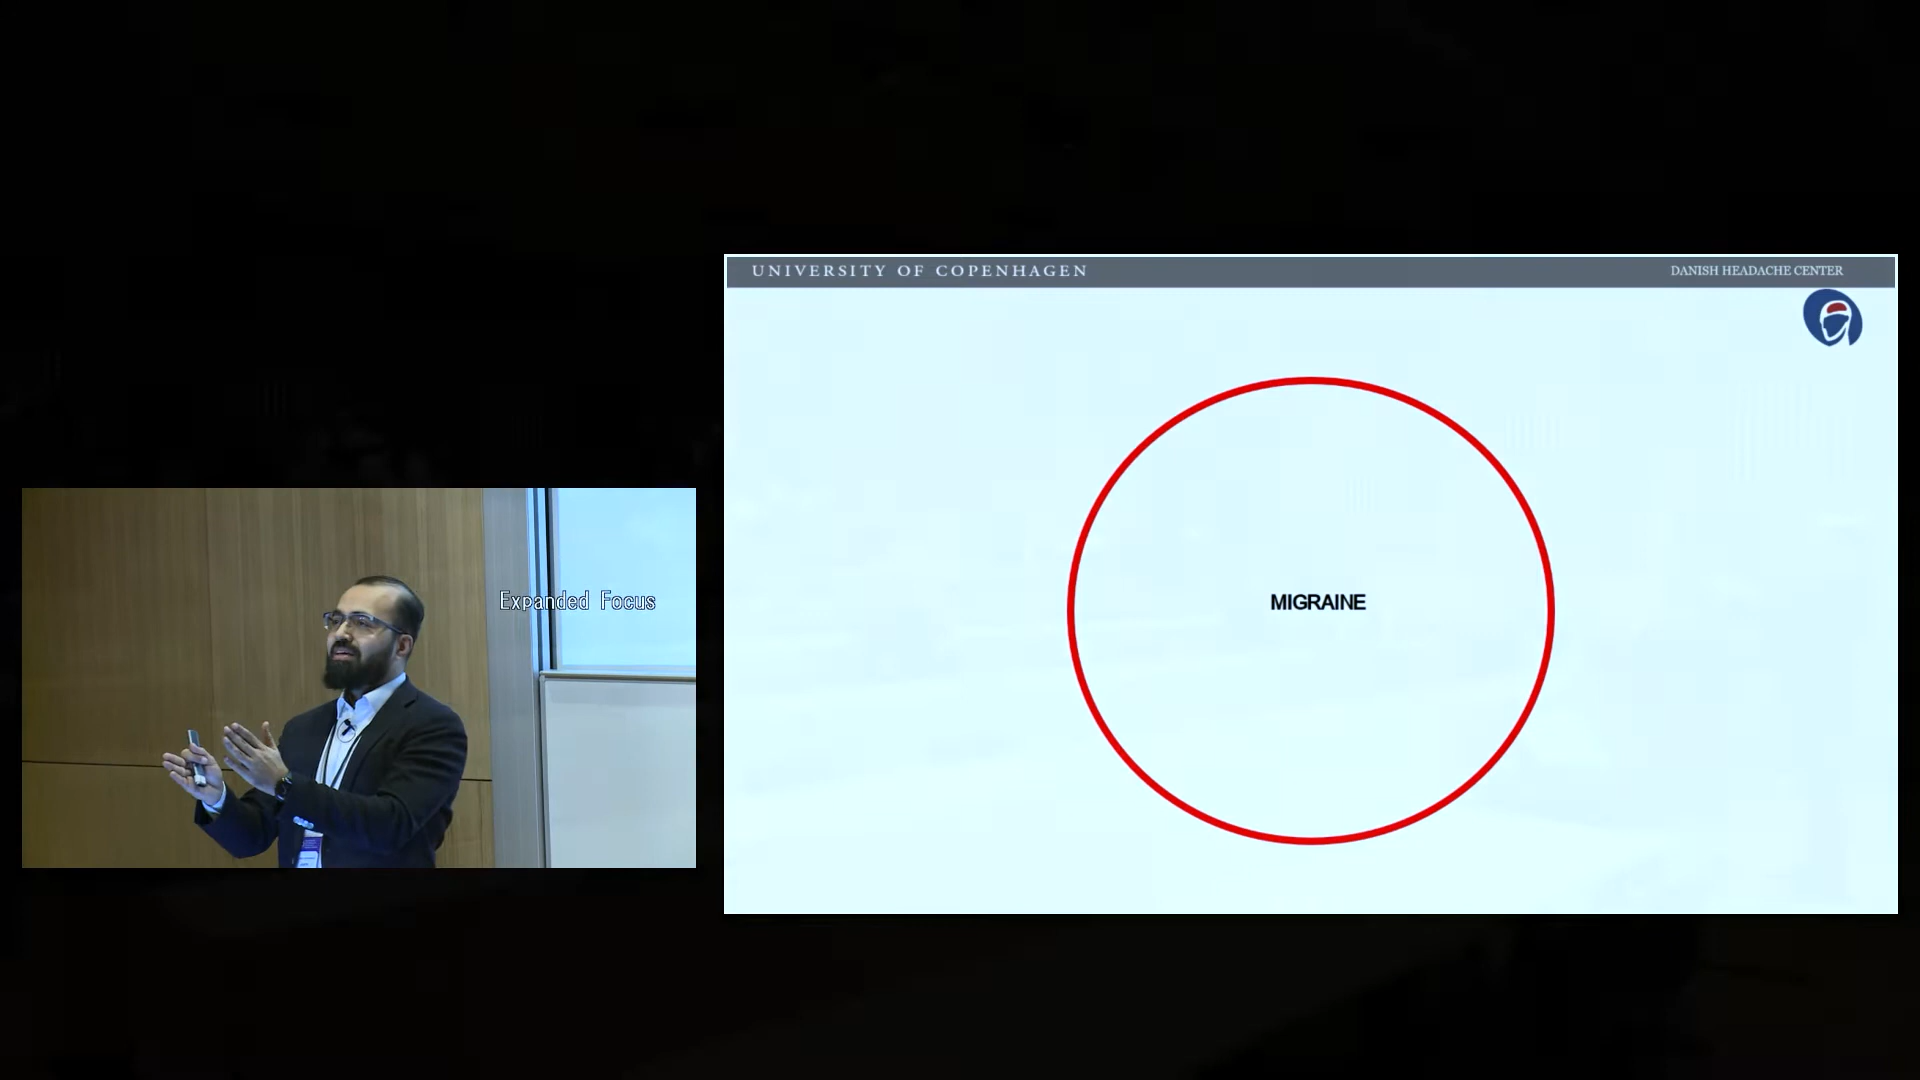 UNIVERSITY OF COPENHAGEN
DANISH HEADACHE CENTER
Expanded Focus
MIGRAINE